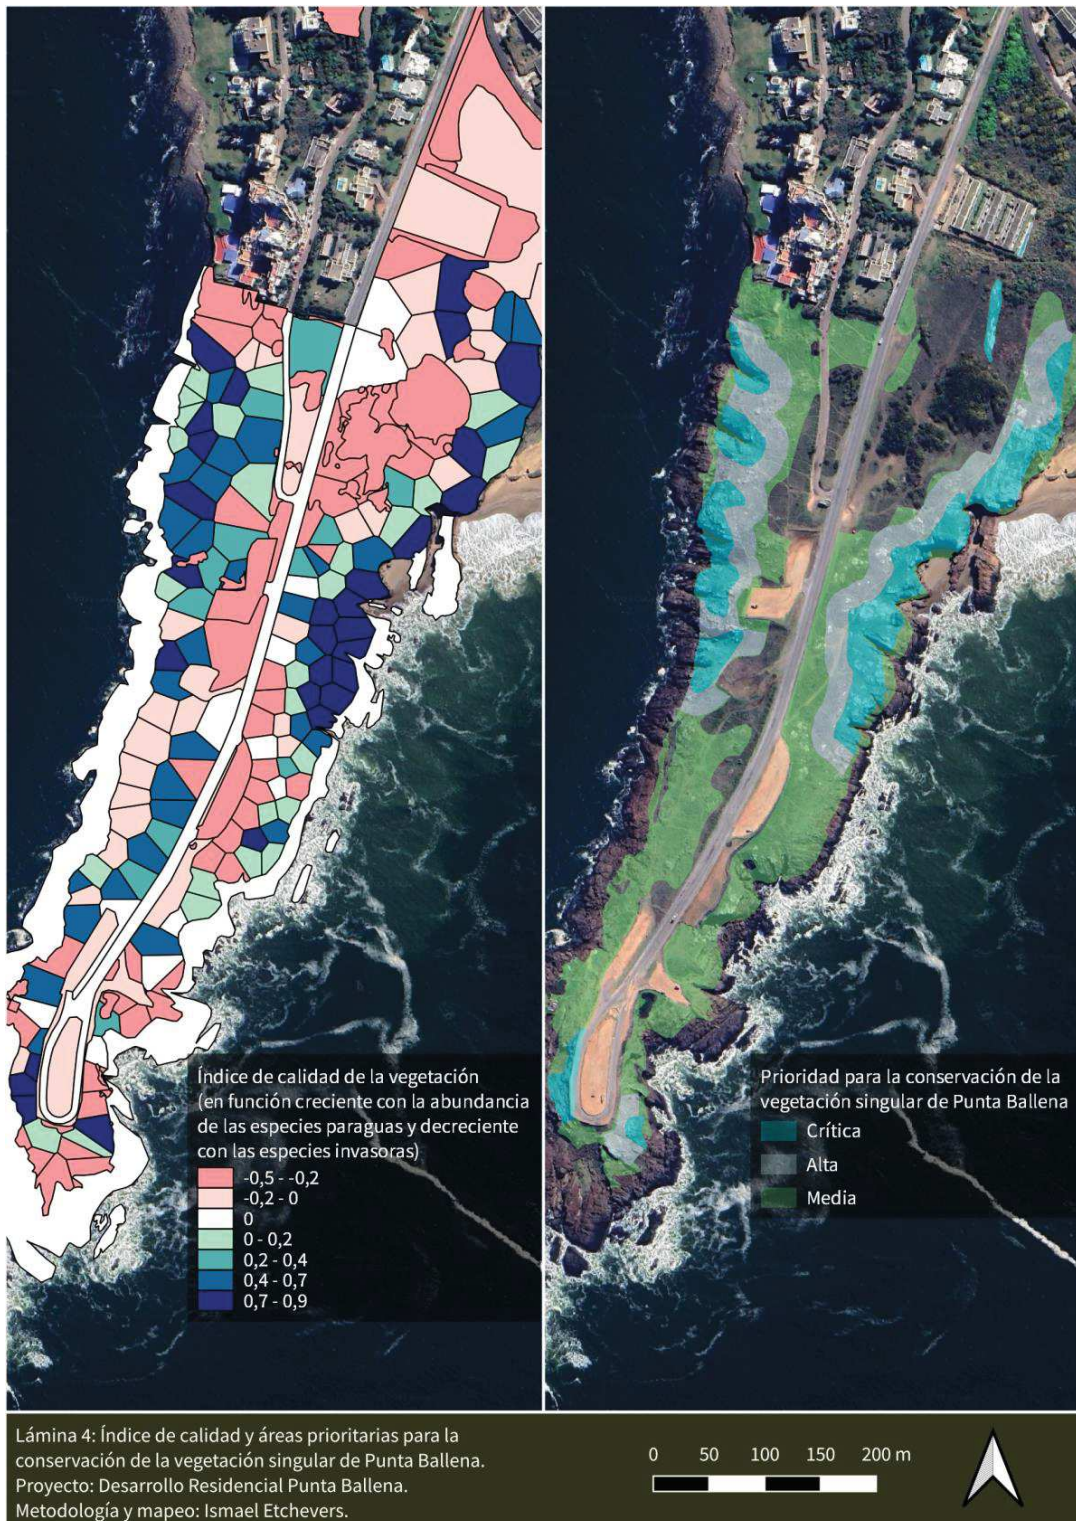 Índice de calidad de la vegetación
(en función creciente con la abundancia
de las especies paraguas y decreciente
con las especies invasoras)
-0,5 - -0,2
-0,2 - 0
0
0 - 0,2
0,2 - 0,4
0,4 - 0,7
0,7 - 0,9
Prioridad para la conservación de la
vegetación singular de Punta Ballena
Crítica
Alta
Media
Lámina 4: Índice de calidad y áreas prioritarias para la
conservación de la vegetación singular de Punta Ballena.
Proyecto: Desarrollo Residencial Punta Ballena.
Metodología y mapeo: Ismael Etchevers.
0 50 100 150 200 m